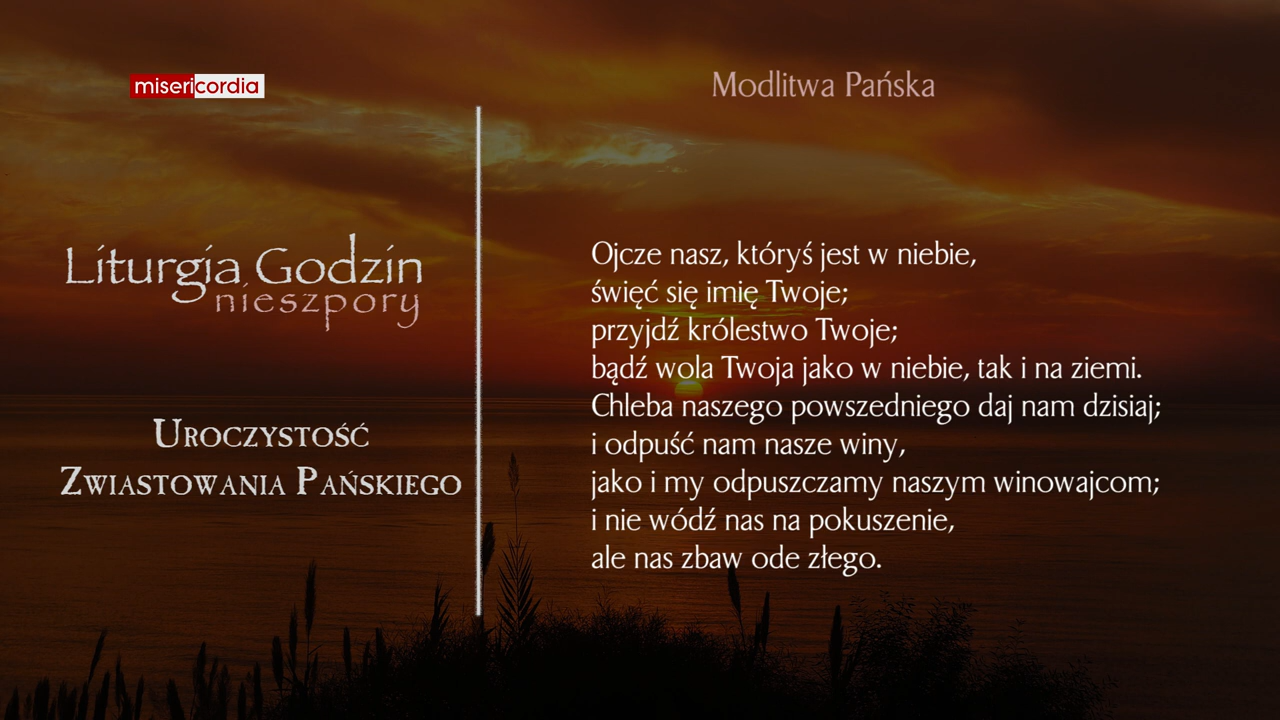 misericordia
Liturgia Godzin
nieszpory
Uroczystość
Zwiastowania Pańskiego
Modlitwa Pańska
Ojcze nasz, któryś jest w niebie,
święć się imię Twoje;
przyjdź królestwo Twoje;
bądź wola Twoja jako w niebie, tak i na ziemi.
Chleba naszego powszedniego daj nam dzisiaj;
i odpuść nam nasze winy,
jako i my odpuszczamy naszym winowajcom;
i nie wódź nas na pokuszenie,
ale nas zbaw ode złego.